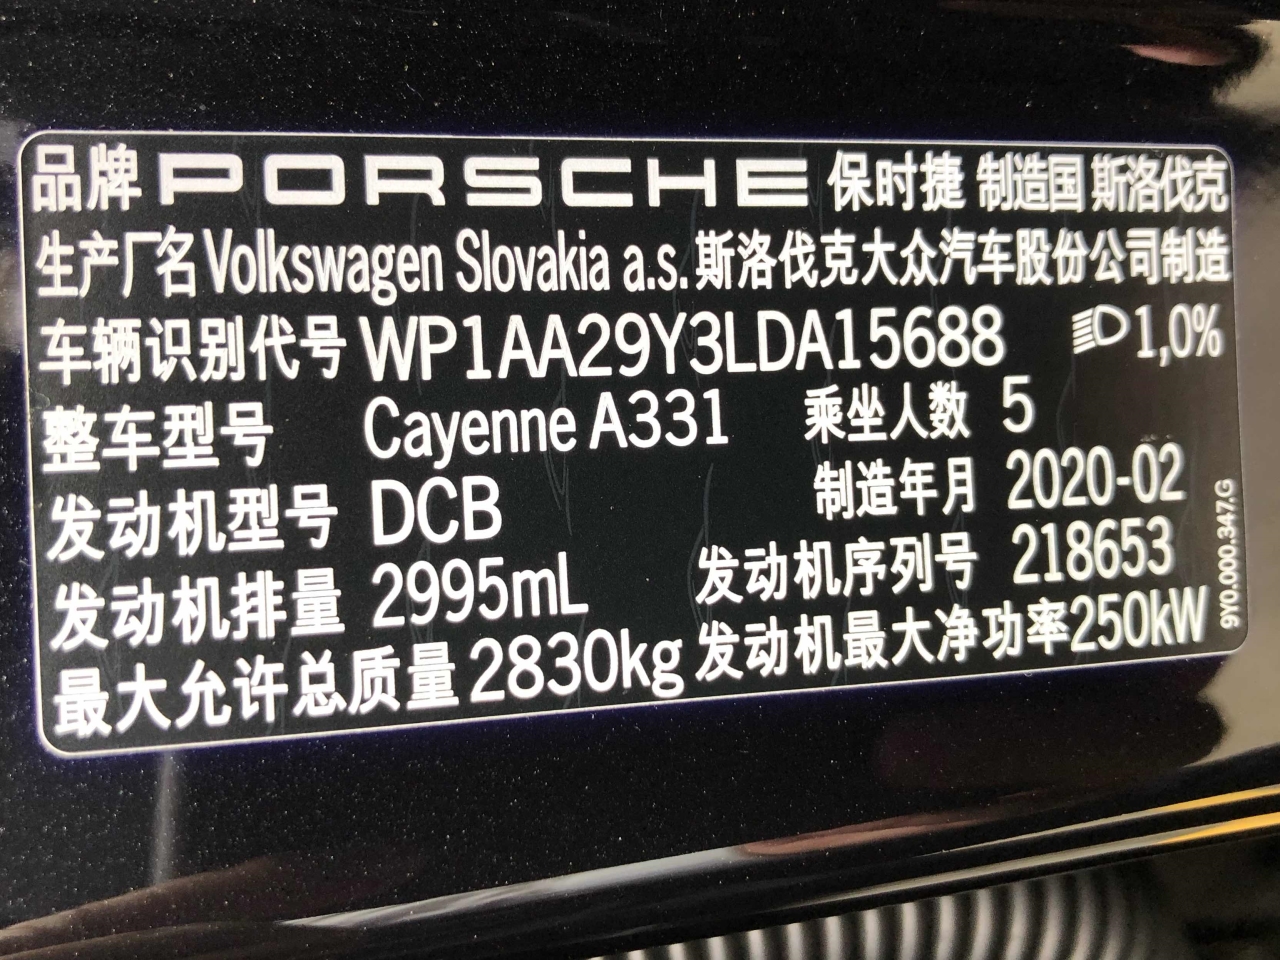 品牌 PORSCHE 保时捷 制造国 斯洛伐克
生产厂名 Volkswagen Slovakia a.s. 斯洛伐克大众汽车股份公司制造
车辆识别代号 WP1AA29Y3LDA15688 1,0%
整车型号 Cayenne A331 乘坐人数 5
发动机型号 DCB 制造年月 2020-02
发动机排量 2995mL 发动机序列号 218653
最大允许总质量 2830kg 发动机最大净功率 250kW
9Y0.000.347.G